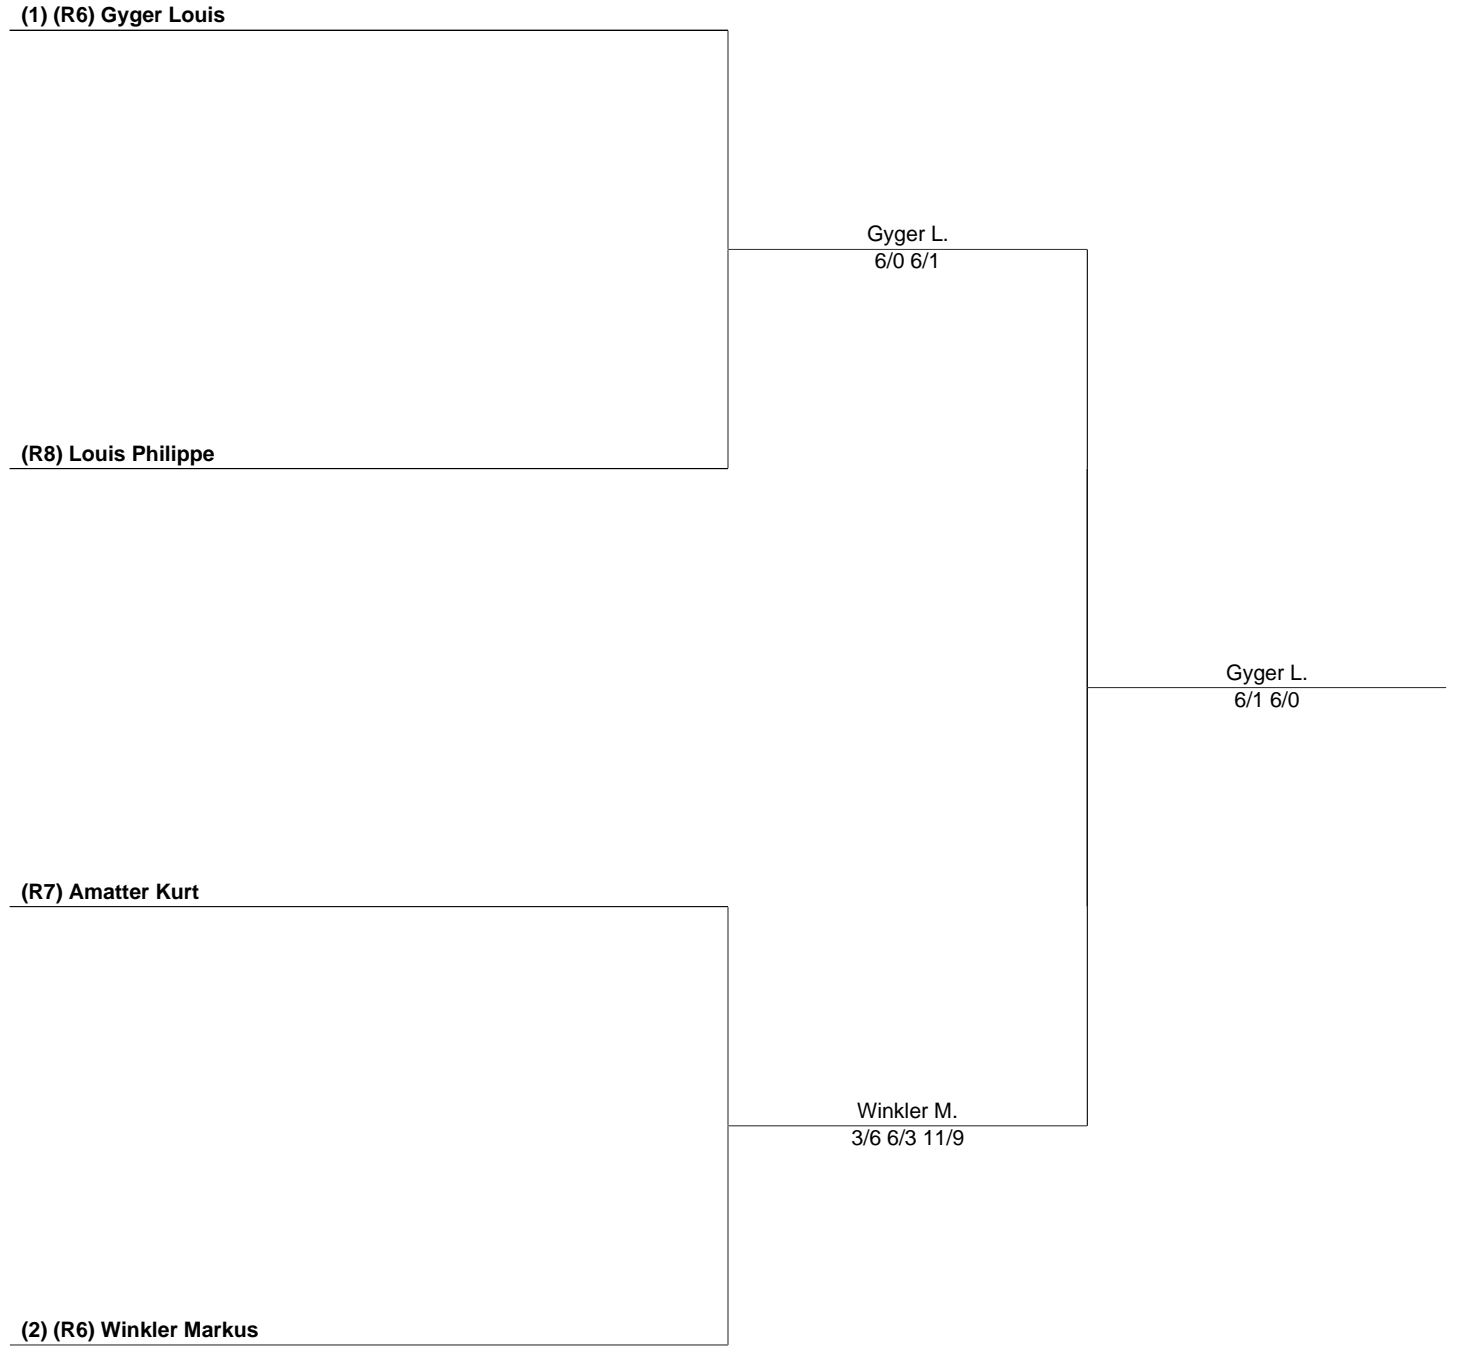 (1) (R6) Gyger Louis
Gyger L.
6/0 6/1
(R8) Louis Philippe
Gyger L.
6/1 6/0
(R7) Amatter Kurt
Winkler M.
3/6 6/3 11/9
(2) (R6) Winkler Markus